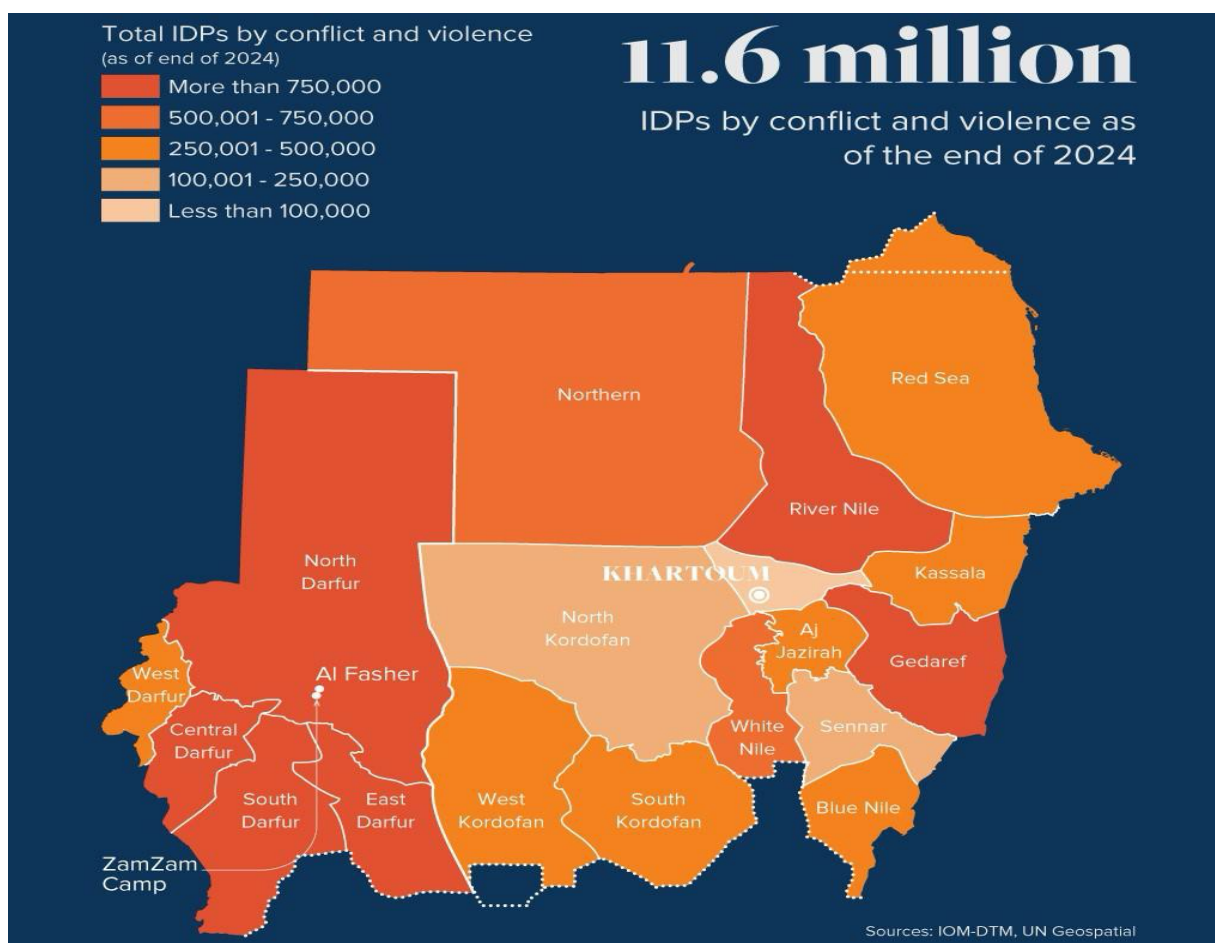 Total IDPs by conflict and violence
(as of end of 2024)
More than 750,000
500,001 - 750,000
250,001 - 500,000
100,001 - 250,000
Less than 100,000
11.6 million
IDPs by conflict and violence as
of the end of 2024
Northern
Red Sea
River Nile
North
Darfur
KHARTOUM
Kassala
North
Kordofan
Aj
Jazirah
Gedaref
West
Darfur
Al Fasher
Central
Darfur
White
Nile
Sennar
South
Darfur
East
Darfur
West
Kordofan
South
Kordofan
Blue Nile
ZamZam
Camp
Sources: IOM-DTM, UN Geospatial